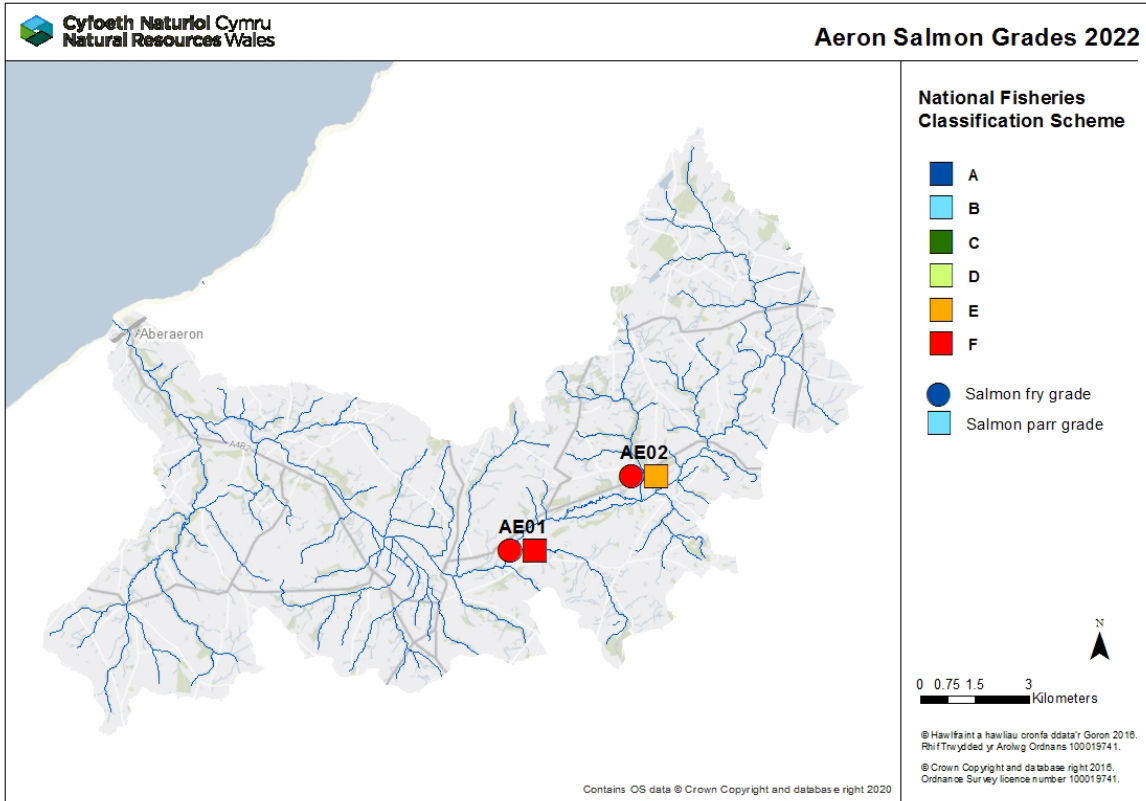 Cyfoeth Naturiol Cymru
Natural Resources Wales
Aeron Salmon Grades 2022
Aberaeron
A482
AE02
AE01
National Fisheries
Classification Scheme
A
B
C
D
E
F
Salmon fry grade
Salmon parr grade
N
0 0.75 1.5 3
Kilometers
© Hawlfraint a hawliau cronfa ddata'r Goron 2016.
Rhif Trwydded yr Arolwg Ordnans 100019741.
© Crown Copyright and database right 2016.
Ordnance Survey licence number 100019741.
Contains OS data © Crown Copyright and database right 2020